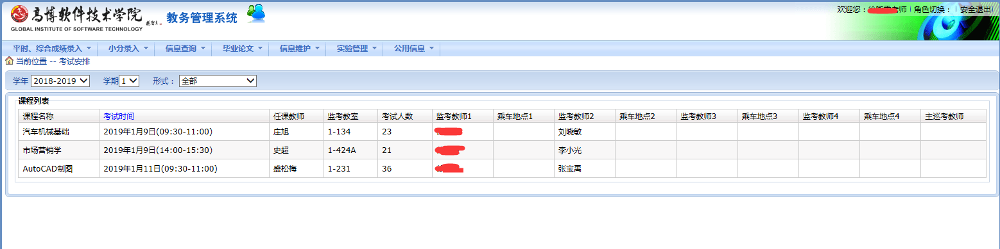 高博软件技术学院
GLOBAL INSTITUTE OF SOFTWARE TECHNOLOGY
教务管理系统
欢迎您：老师 | 角色切换： | 安全退出
平时、综合成绩录入 小分录入 信息查询 毕业论文 信息维护 实验管理 公用信息
当前位置 -- 考试安排
学年 2018-2019 学期 1 形式： 全部
课程列表
课程名称 考试时间 任课教师 监考教室 考试人数 监考教师1 乘车地点1 监考教师2 乘车地点2 监考教师3 乘车地点3 监考教师4 乘车地点4 主巡考教师
汽车机械基础 2019年1月9日(09:30-11:00) 庄旭 1-134 23 刘晓敏
市场营销学 2019年1月9日(14:00-15:30) 史超 1-424A 21 李小光
AutoCAD制图 2019年1月11日(09:30-11:00) 盛松梅 1-231 36 张宝禹